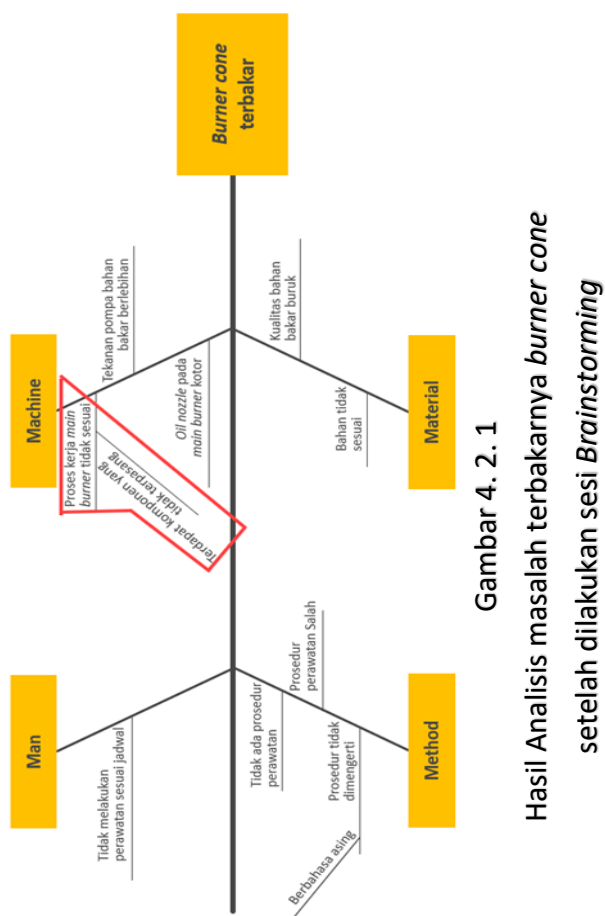 Man
Machine
Burner cone
terbakar
Tidak melakukan
perawatan sesuai jadwal
Proses kerja main
burner tidak sesuai
Terdapat komponen yang
tidak terpasang
Tekanan pompa bahan
bakar berlebihan
Oil nozzle pada
main burner kotor
Tidak ada prosedur
perawatan
Prosedur
perawatan Salah
Prosedur tidak
dimengerti
Berbahasa asing
Kualitas bahan
bakar buruk
Bahan tidak
sesuai
Method
Material
Gambar 4. 2. 1
Hasil Analisis masalah terbakarnya burner cone
setelah dilakukan sesi Brainstorming